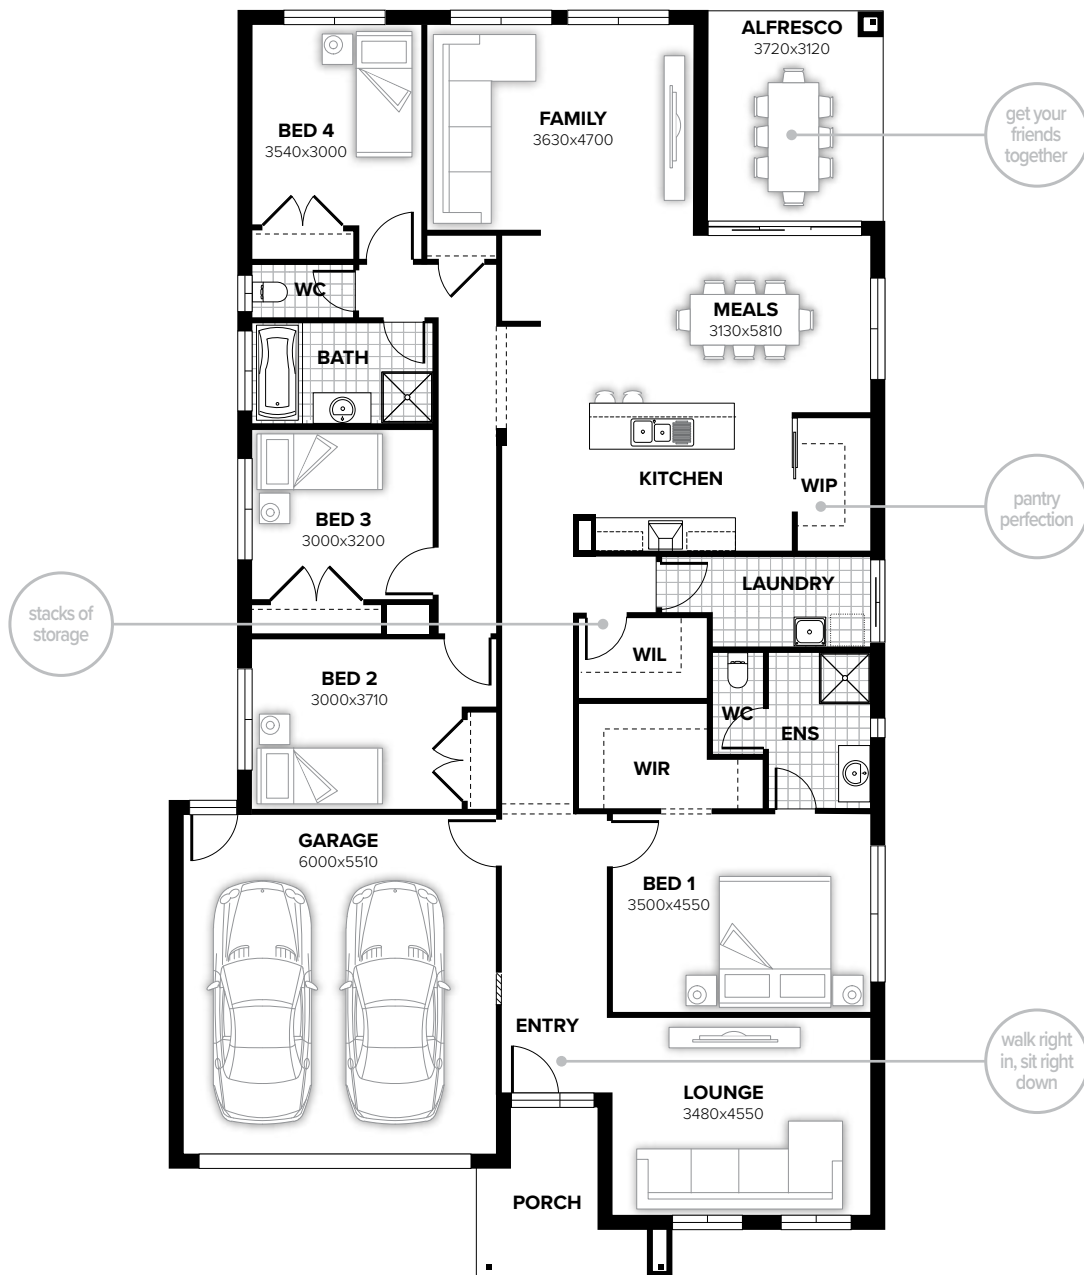 ALFRESCO
3720x3120
get your
friends
together
FAMILY
3630x4700
BED 4
3540x3000
WC
MEALS
3130x5810
BATH
KITCHEN
WIP
pantry
perfection
BED 3
3000x3200
LAUNDRY
stacks of
storage
WIL
BED 2
3000x3710
WC
ENS
WIR
GARAGE
6000x5510
BED 1
3500x4550
ENTRY
walk right
in, sit right
down
LOUNGE
3480x4550
PORCH